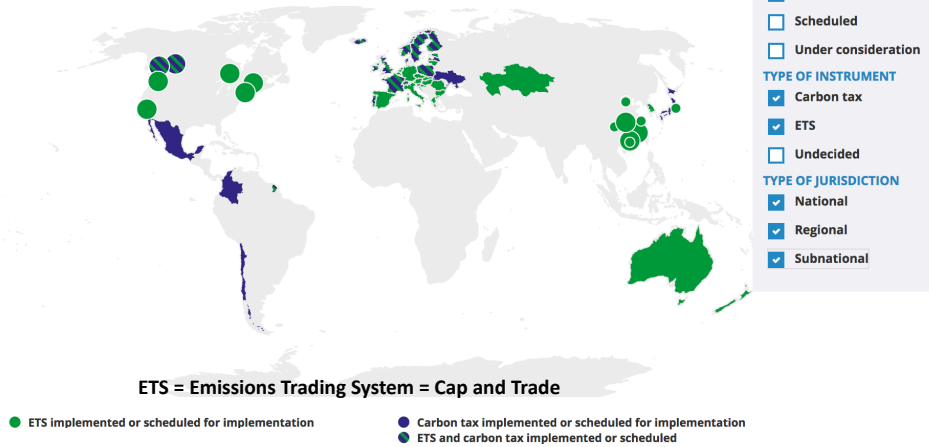 Scheduled
Under consideration
TYPE OF INSTRUMENT
Carbon tax
ETS
Undecided
TYPE OF JURISDICTION
National
Regional
Subnational
ETS = Emissions Trading System = Cap and Trade
ETS implemented or scheduled for implementation
Carbon tax implemented or scheduled for implementation
ETS and carbon tax implemented or scheduled